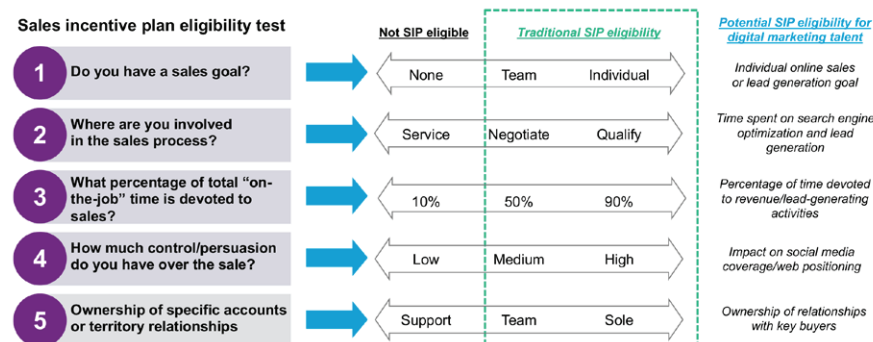 Sales incentive plan eligibility test
Not SIP eligible
Traditional SIP eligibility
Potential SIP eligibility for
digital marketing talent
1
Do you have a sales goal?
None
Team
Individual
Individual online sales
or lead generation goal
2
Where are you involved
in the sales process?
Service
Negotiate
Qualify
Time spent on search engine
optimization and lead
generation
3
What percentage of total “on-
the-job” time is devoted to
sales?
10%
50%
90%
Percentage of time devoted
to revenue/lead-generating
activities
4
How much control/persuasion
do you have over the sale?
Low
Medium
High
Impact on social media
coverage/web positioning
5
Ownership of specific accounts
or territory relationships
Support
Team
Sole
Ownership of relationships
with key buyers